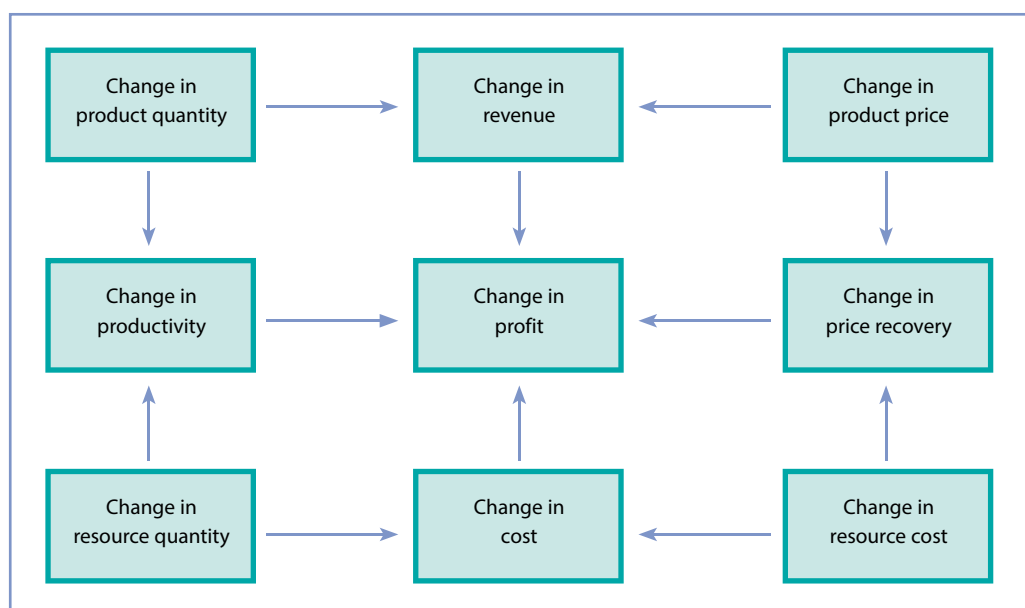 Change in
product quantity
Change in
revenue
Change in
product price
Change in
productivity
Change in
profit
Change in
price recovery
Change in
resource quantity
Change in
cost
Change in
resource cost